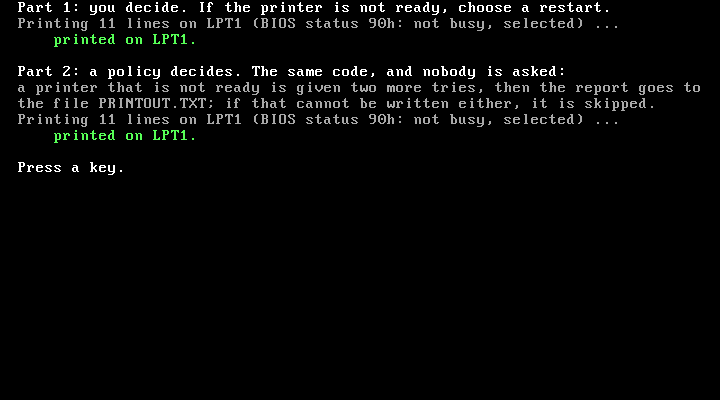 Part 1: you decide. If the printer is not ready, choose a restart.
Printing 11 lines on LPT1 (BIOS status 90h: not busy, selected) ...
printed on LPT1.
Part 2: a policy decides. The same code, and nobody is asked:
a printer that is not ready is given two more tries, then the report goes to
the file PRINTOUT.TXT; if that cannot be written either, it is skipped.
Printing 11 lines on LPT1 (BIOS status 90h: not busy, selected) ...
printed on LPT1.
Press a key.